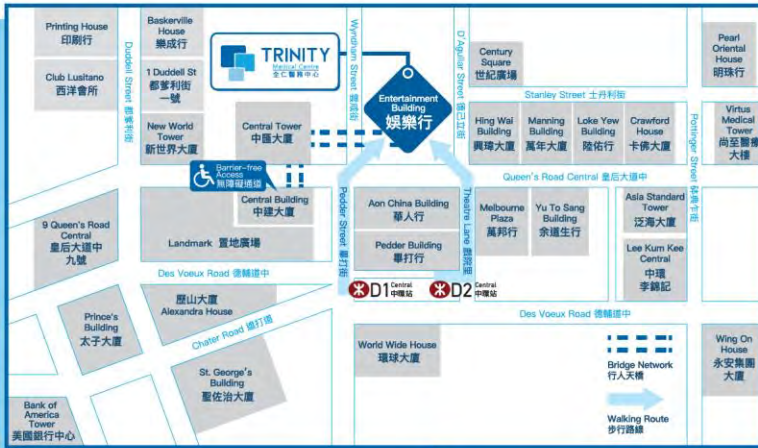 Printing House
印刷行
Baskerville
House
樂成行
Club Lusitano
西洋會所
Duddell Street 都爹利街
1 Duddell St
都爹利街
一號
New World
Tower
新世界大廈
TRINITY
Medical Centre
全仁醫務中心
Central Tower
中匯大廈
Wyndham Street 雲咸街
Entertainment
Building
娛樂行
D'Aguilar Street 德己立街
Century
Square
世紀廣場
Pearl
Oriental
House
明珠行
Stanley Street 士丹利街
Hing Wai
Building
興瑋大廈
Manning
Building
萬年大廈
Loke Yew
Building
陸佑行
Crawford
House
卡佛大廈
Pottinger Street 砵典乍街
Virtus
Medical
Tower
尚至醫療
大樓
Barrier-free
Access
無障礙通道
Queen's Road Central 皇后大道中
9 Queen's Road
Central
皇后大道中
九號
Central Building
中建大廈
Landmark 置地廣場
Pedder Street 畢打街
Aon China Building
華人行
Pedder Building
畢打行
Theatre Lane 戲院里
Melbourne
Plaza
萬邦行
Yu To Sang
Building
余道生行
Asia Standard
Tower
泛海大廈
Lee Kum Kee
Central
中環
李錦記
Des Voeux Road 德輔道中
D1 Central
中環站
D2 Central
中環站
Des Voeux Road 德輔道中
Prince's
Building
太子大廈
歷山大廈
Alexandra House
Chater Road 遮打道
St. George's
Building
聖佐治大廈
World Wide House
環球大廈
Bridge Network
行人天橋
Walking Route
步行路線
Wing On
House
永安集團
大廈
Bank of
America
Tower
美國銀行中心